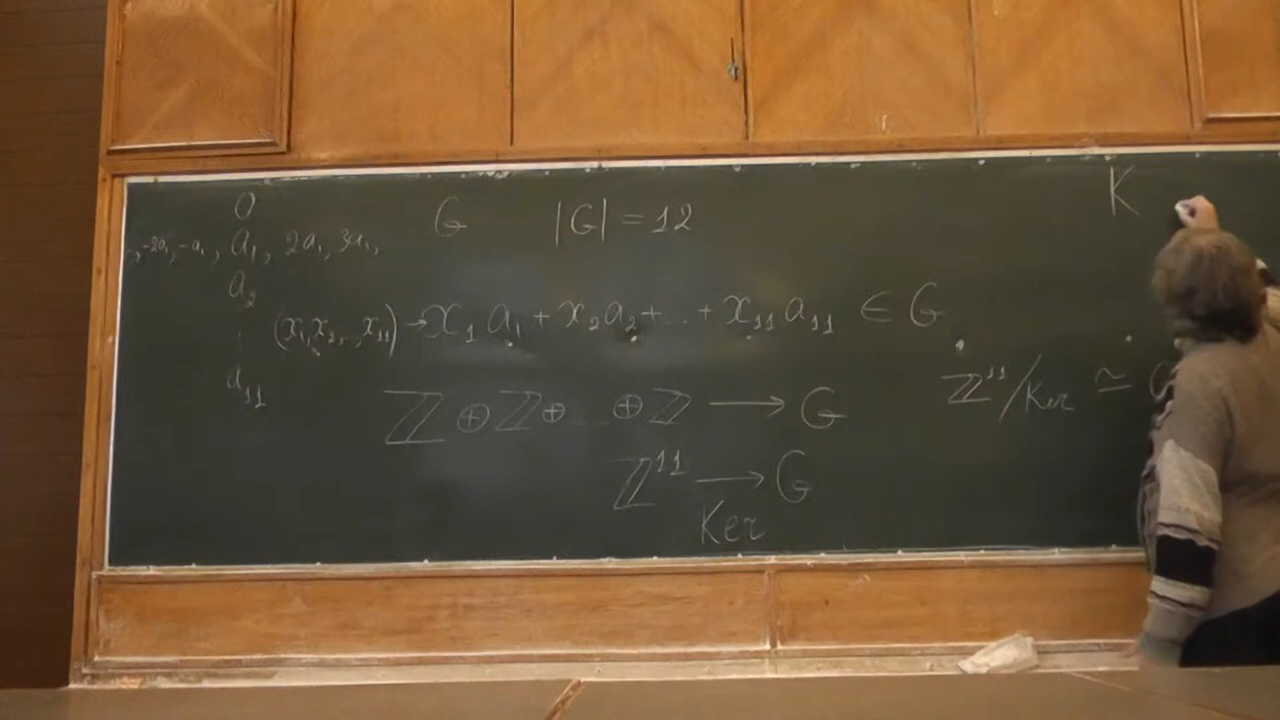 0
G |G| = 12
K
, -2a₁, -a₁, a₁, 2a₁, 3a₁,
a₂
(x₁, x₂, .., x₁₁) → x₁a₁ + x₂a₂ + ... + x₁₁a₁₁ ∈ G
a₁₁
ℤ ⊕ ℤ ⊕ ... ⊕ ℤ → G
ℤ¹¹/Ker ≃ G
ℤ¹¹ → G
Ker